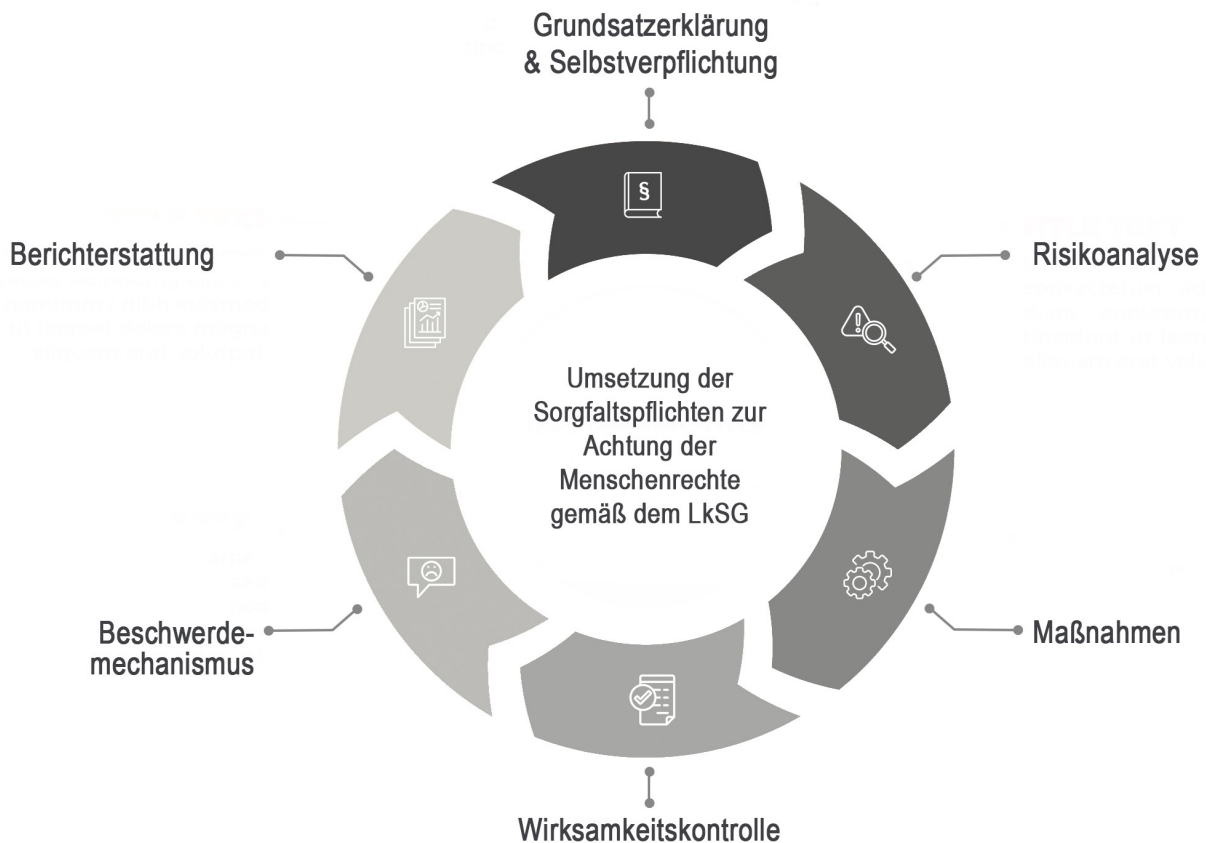 Grundsatzerklärung
& Selbstverpflichtung
Berichterstattung
Risikoanalyse
§
Umsetzung der
Sorgfaltspflichten zur
Achtung der
Menschenrechte
gemäß dem LkSG
Beschwerde-
mechanismus
Maßnahmen
Wirksamkeitskontrolle